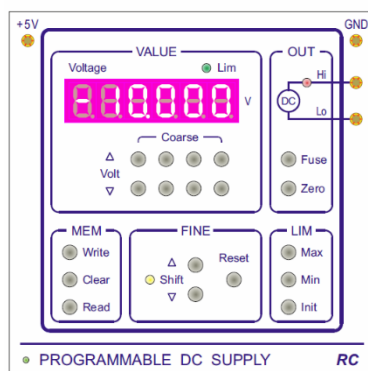 +5V
GND
VALUE
OUT
Voltage
Lim
Hi
-10000
V
DC
Lo
Coarse
Volt
Fuse
Zero
MEM
FINE
LIM
Write
Reset
Max
Clear
Shift
Min
Read
Init
PROGRAMMABLE DC SUPPLY
RC